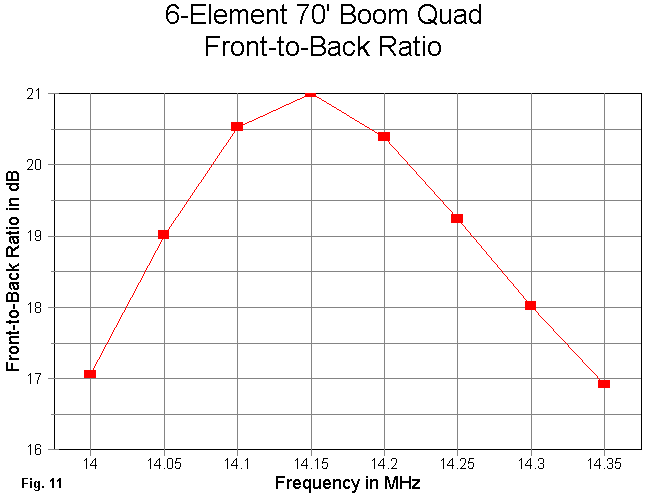 6-Element 70' Boom Quad
Front-to-Back Ratio
Front-to-Back Ratio in dB
21
20
19
18
17
16
14 14.05 14.1 14.15 14.2 14.25 14.3 14.35
Fig. 11
Frequency in MHz